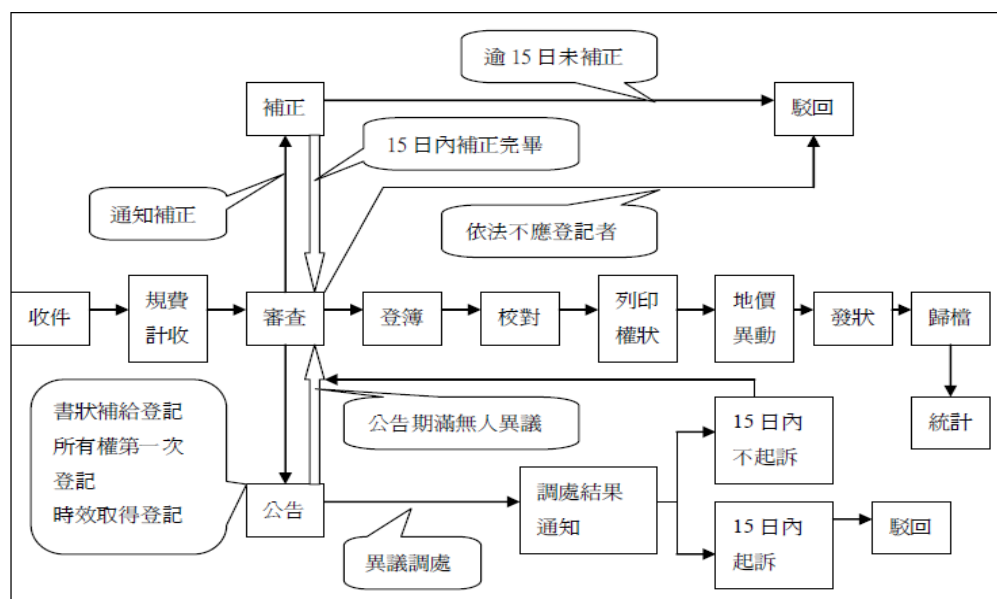 逾 15 日未補正
補正
駁回
15 日內補正完畢
通知補正
依法不應登記者
收件
規費
計收
審查
登簿
校對
列印
權狀
地價
異動
發狀
歸檔
書狀補給登記
所有權第一次
登記
時效取得登記
公告期滿無人異議
15 日內
不起訴
統計
公告
調處結果
通知
15 日內
起訴
駁回
異議調處